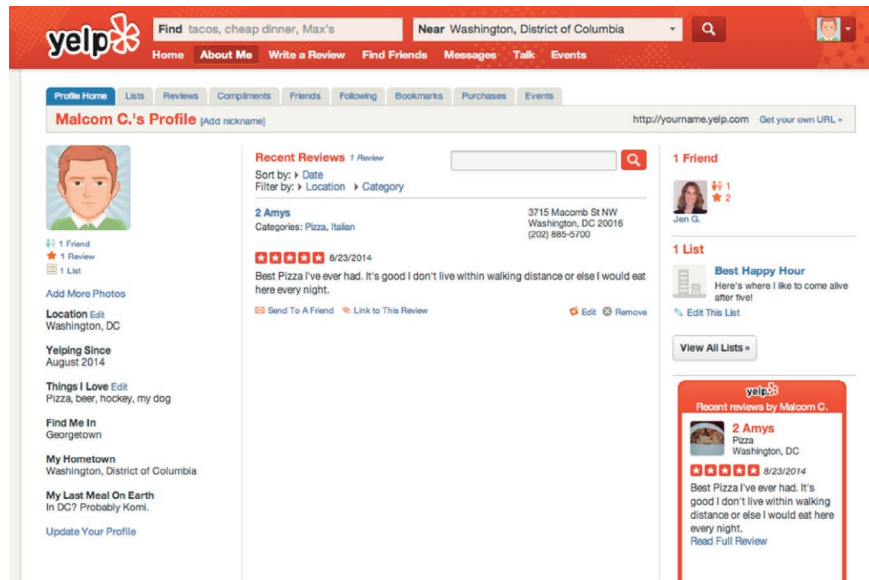 yelp
Find tacos, cheap dinner, Max's
Near Washington, District of Columbia
Home About Me Write a Review Find Friends Messages Talk Events
Profile Home Lists Reviews Compliments Friends Following Bookmarks Purchases Events
Malcom C.'s Profile [Add nickname]
http://yourname.yelp.com Get your own URL »
1 Friend
1 Review
1 List
Add More Photos
Location Edit
Washington, DC
Yelping Since
August 2014
Things I Love Edit
Pizza, beer, hockey, my dog
Find Me In
Georgetown
My Hometown
Washington, District of Columbia
My Last Meal On Earth
In DC? Probably Komi.
Update Your Profile
Recent Reviews 1 Review
Sort by: Date
Filter by: Location Category
2 Amys
Categories: Pizza, Italian
3715 Macomb St NW
Washington, DC 20016
(202) 885-5700
8/23/2014
Best Pizza I've ever had. It's good I don't live within walking distance or else I would eat
here every night.
Send To A Friend Link to This Review
Edit Remove
1 Friend
1
2
Jen G.
1 List
Best Happy Hour
Here's where I like to come alive
after five!
Edit This List
View All Lists »
yelp
Recent reviews by Malcom C.
2 Amys
Pizza
Washington, DC
8/23/2014
Best Pizza I've ever had. It's
good I don't live within walking
distance or else I would eat here
every night.
Read Full Review